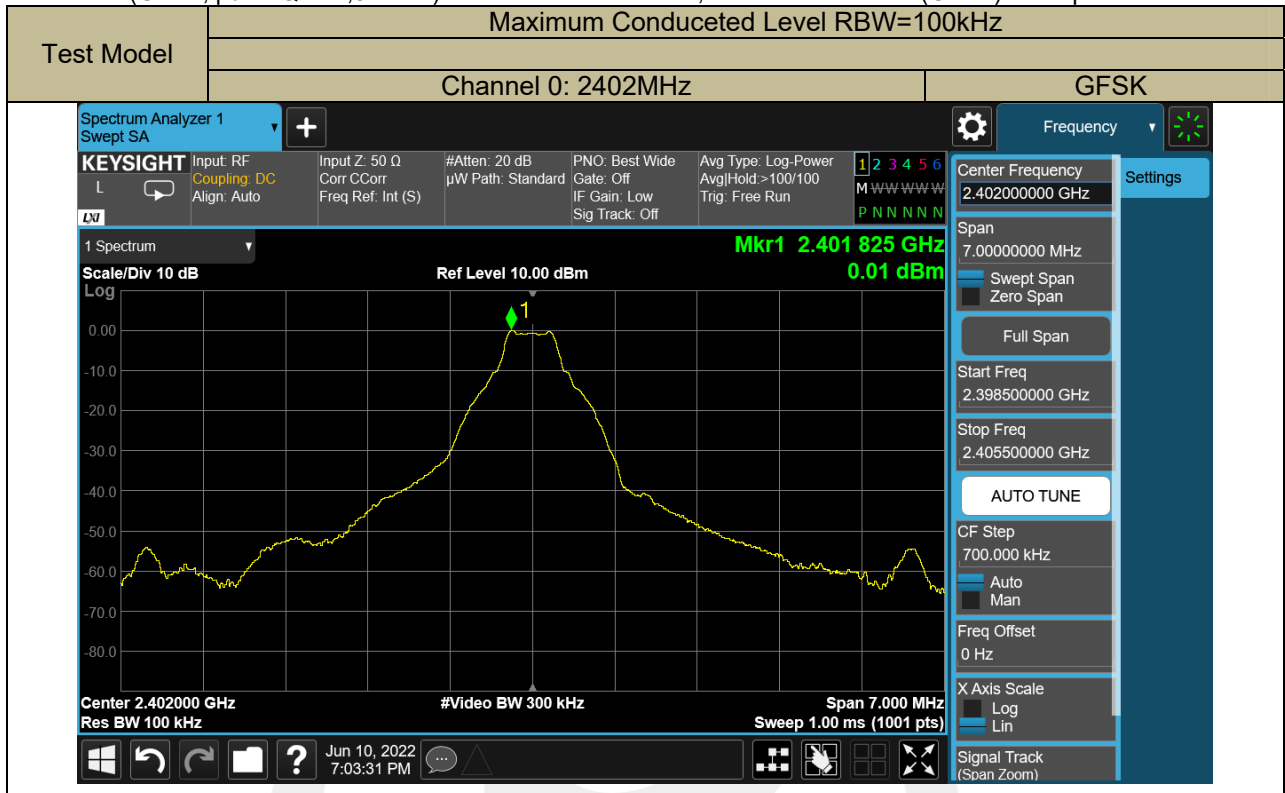 Maximum Conduceted Level RBW=100kHz
Test Model
Channel 0: 2402MHz GFSK
Spectrum Analyzer 1
Swept SA
Frequency
KEYSIGHT
L
LXI
Input: RF
Coupling: DC
Align: Auto
Input Z: 50 Ω
Corr CCorr
Freq Ref: Int (S)
#Atten: 20 dB
µW Path: Standard
PNO: Best Wide
Gate: Off
IF Gain: Low
Sig Track: Off
Avg Type: Log-Power
Avg|Hold:>100/100
Trig: Free Run
1 2 3 4 5 6
M W W W W W
P N N N N N
1 Spectrum
Mkr1 2.401 825 GHz
0.01 dBm
Scale/Div 10 dB
Ref Level 10.00 dBm
Log
1
0.00
-10.0
-20.0
-30.0
-40.0
-50.0
-60.0
-70.0
-80.0
Center 2.402000 GHz
#Video BW 300 kHz
Span 7.000 MHz
Res BW 100 kHz
Sweep 1.00 ms (1001 pts)
Jun 10, 2022
7:03:31 PM
?
Center Frequency
2.402000000 GHz
Settings
Span
7.00000000 MHz
Swept Span
Zero Span
Full Span
Start Freq
2.398500000 GHz
Stop Freq
2.405500000 GHz
AUTO TUNE
CF Step
700.000 kHz
Auto
Man
Freq Offset
0 Hz
X Axis Scale
Log
Lin
Signal Track
(Span Zoom)